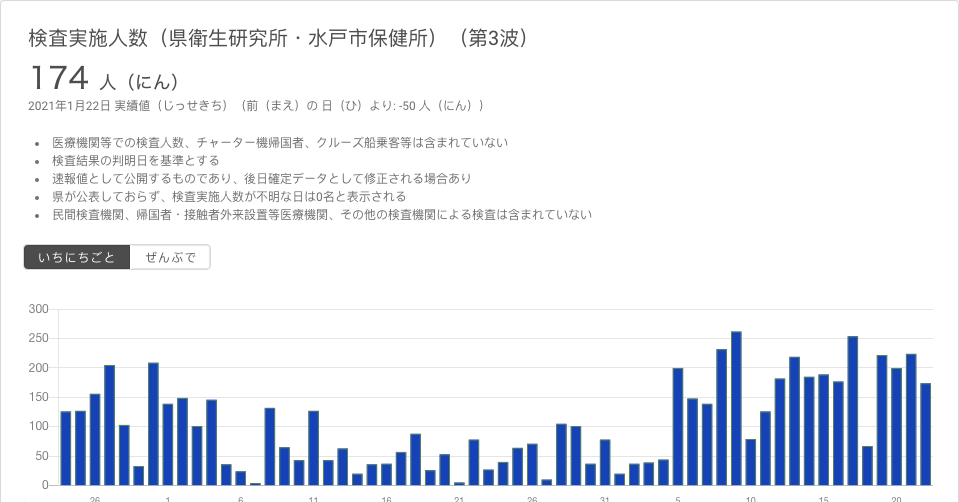 検査実施人数（県衛生研究所・水戸市保健所）（第3波）
174 人（にん）
2021年1月22日 実績値（じっせきち）（前（まえ）の 日（ひ）より: -50 人（にん））
医療機関等での検査人数、チャーター機帰国者、クルーズ船乗客等は含まれていない
検査結果の判明日を基準とする
速報値として公開するものであり、後日確定データとして修正される場合あり
県が公表しておらず、検査実施人数が不明な日は0名と表示される
民間検査機関、帰国者・接触者外来設置等医療機関、その他の検査機関による検査は含まれていない
いちにちごと ぜんぶで
300
250
200
150
100
50
0
26 1 6 11 16 21 26 31 5 10 15 20